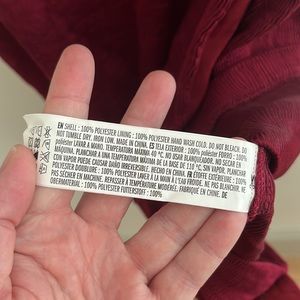 EN SHELL : 100% POLYESTER LINING : 100% POLYESTER HAND WASH COLD. DO NOT BLEACH. DO
NOT TUMBLE DRY. IRON LOW. MADE IN CHINA. ES TELA EXTERIOR : 100% poliéster FORRO : 100%
poliéster LAVAR A MANO. TEMPERATURA MÁXIMA 40 °C. NO USAR BLANQUEADOR. NO SECAR EN
MÁQUINA. PLANCHAR A UNA TEMPERATURA MÁXIMA DE LA BASE DE 110 °C, SIN VAPOR. PLANCHAR
CON VAPOR PUEDE CAUSAR DAÑO IRREVERSIBLE. HECHO EN CHINA. FR ÉTOFFE EXTÉRIEURE : 100%
POLYESTER DOUBLURE : 100% POLYESTER LAVER À LA MAIN À L'EAU FROIDE. NE PAS BLANCHIR. NE
PAS SÉCHER EN MACHINE. REPASSER À TEMPÉRATURE MODÉRÉE. FABRIQUÉ EN CHINE. DE
OBERMATERIAL : 100% POLYESTER FUTTERSTOFF : 100%